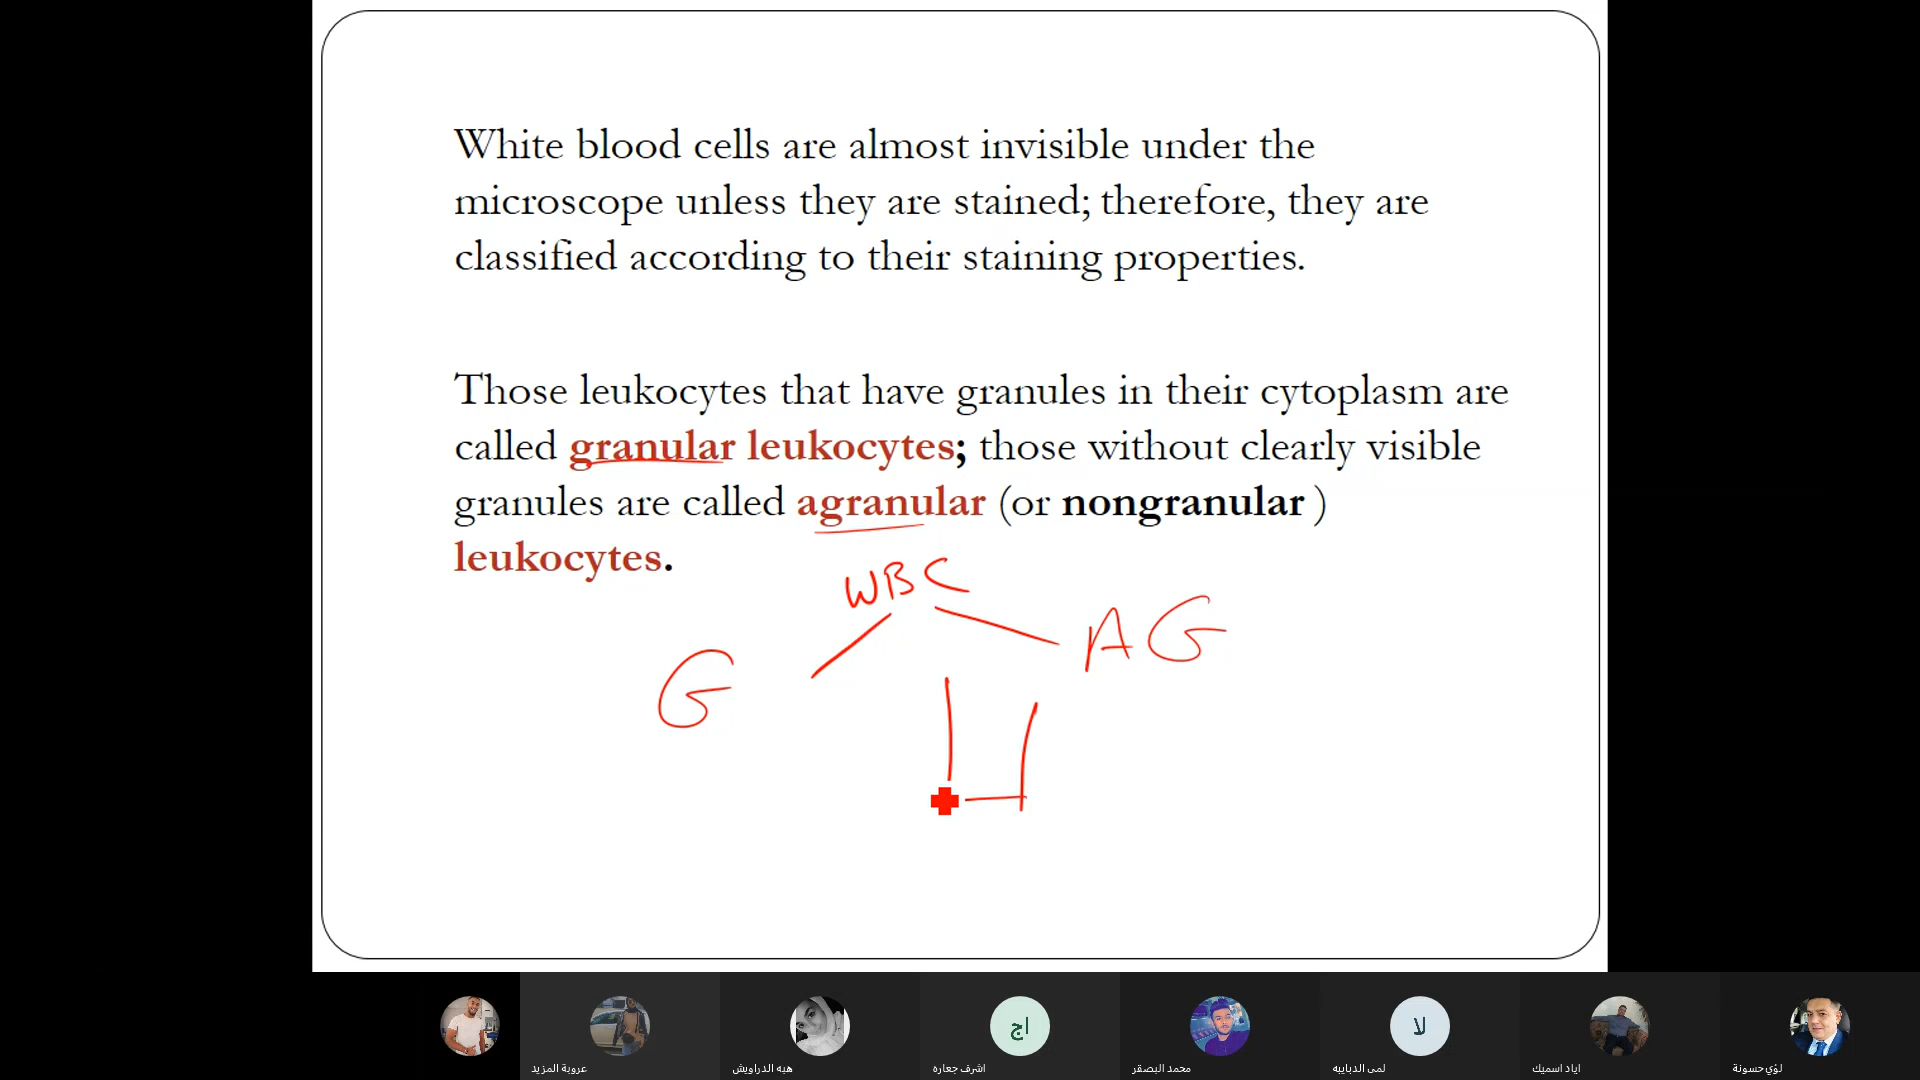 White blood cells are almost invisible under the
microscope unless they are stained; therefore, they are
classified according to their staining properties.
Those leukocytes that have granules in their cytoplasm are
called granular leukocytes; those without clearly visible
granules are called agranular (or nongranular )
leukocytes.
WBC
G
AG
اج
لا
عروبة المزيد
هبه الدراويش
اشرف جعاره
محمد البصقر
لمى الدبايبه
اياد اسميك
لؤي حسونة